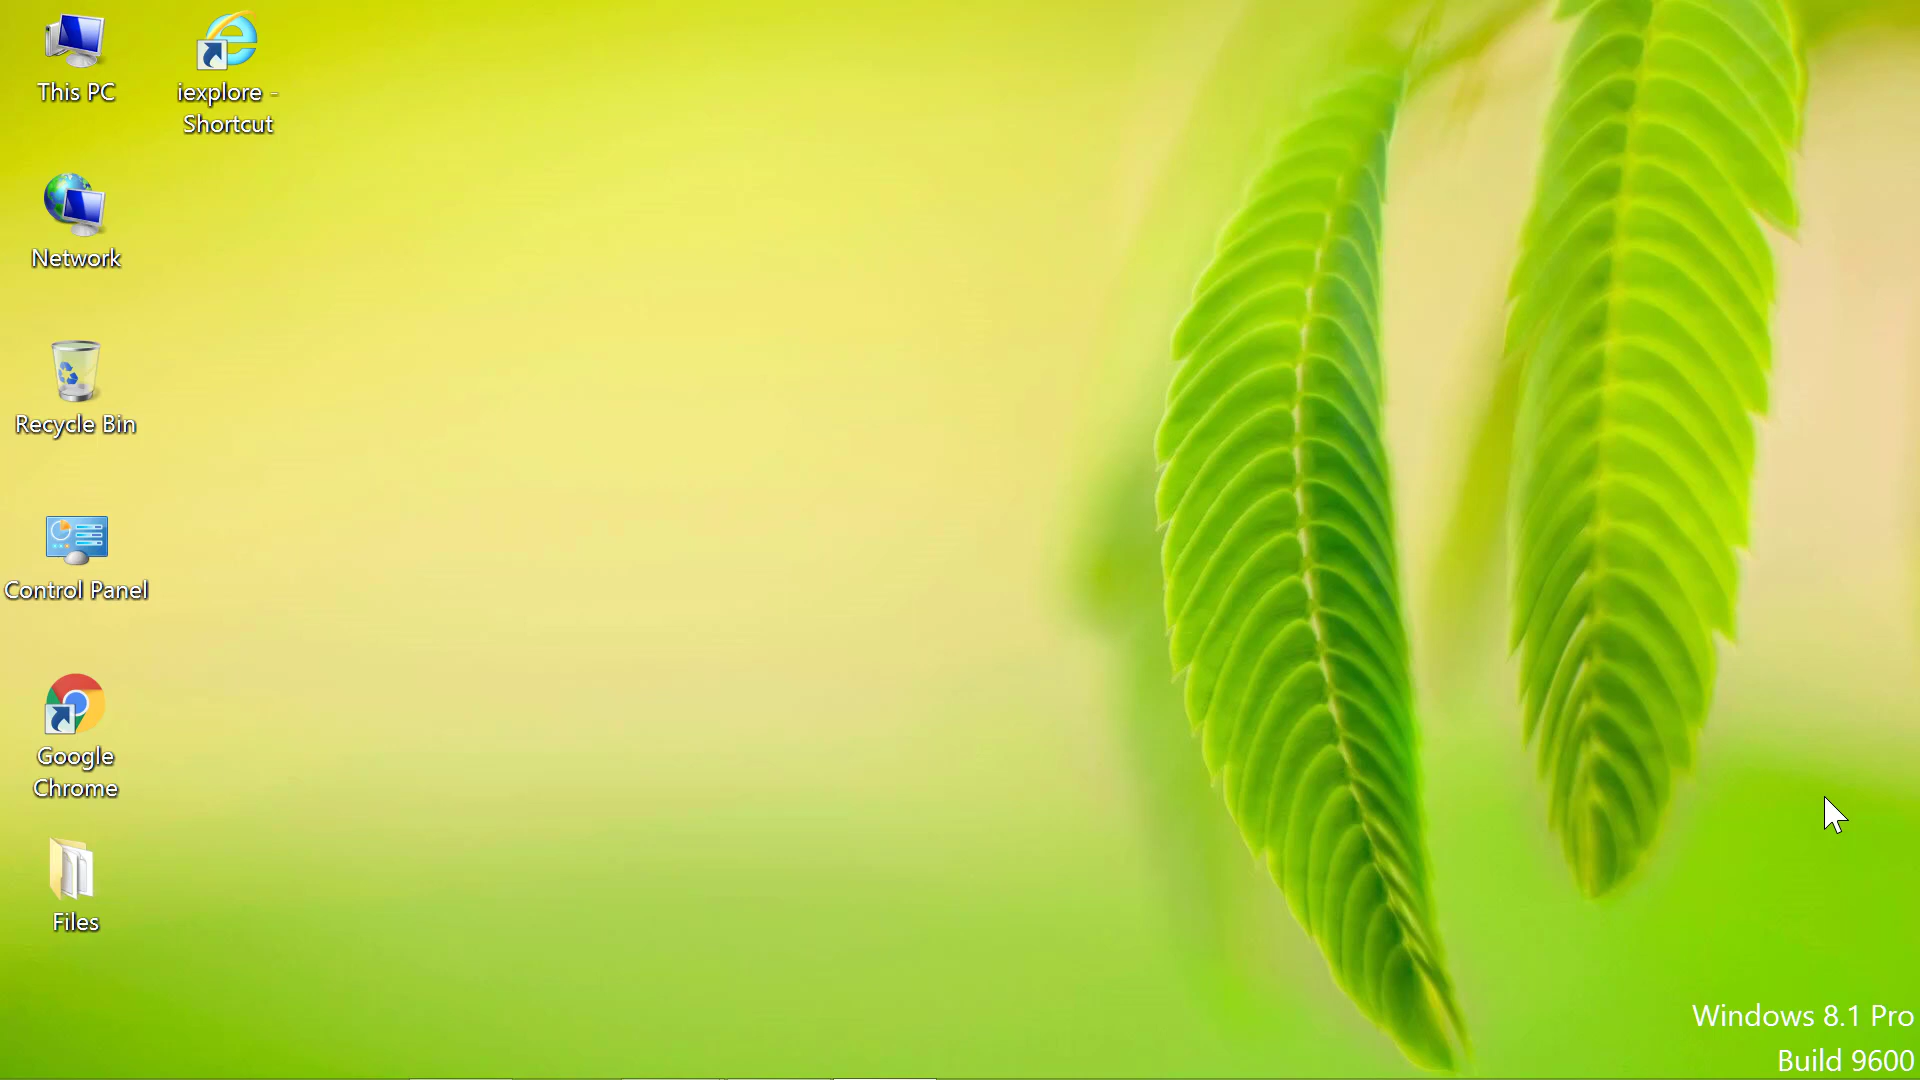 This PC
iexplore -
Shortcut
Network
Recycle Bin
Control Panel
Google
Chrome
Files
Windows 8.1 Pro
Build 9600